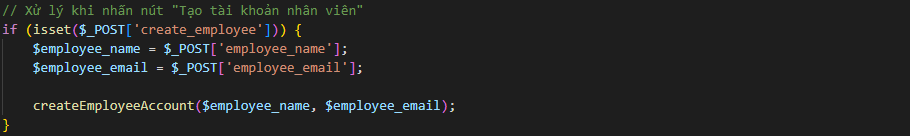 // Xử lý khi nhấn nút "Tạo tài khoản nhân viên"
if (isset($_POST['create_employee'])) {
    $employee_name = $_POST['employee_name'];
    $employee_email = $_POST['employee_email'];

    createEmployeeAccount($employee_name, $employee_email);
}